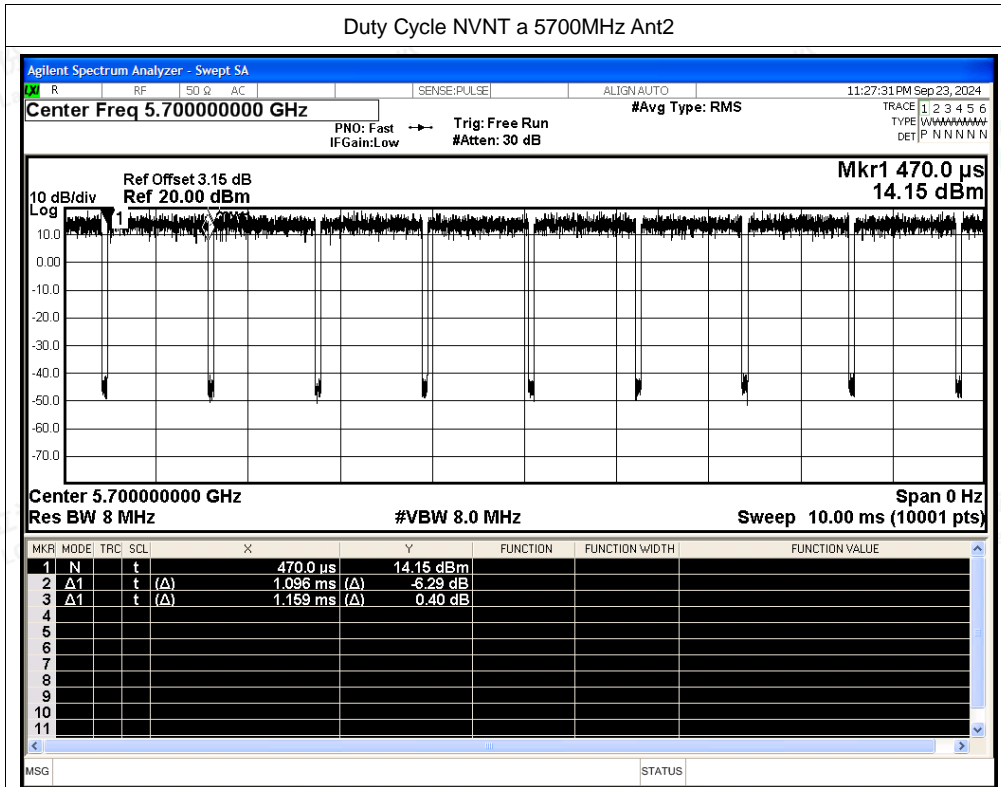 Duty Cycle NVNT a 5700MHz Ant2
Agilent Spectrum Analyzer - Swept SA
LXI R RF 50 Ω AC SENSE:PULSE ALIGN AUTO 11:27:31 PM Sep 23, 2024
Center Freq 5.700000000 GHz #Avg Type: RMS TRACE 1 2 3 4 5 6
PNO: Fast Trig: Free Run TYPE WWWWWW
IFGain:Low #Atten: 30 dB DET P N N N N N
Mkr1 470.0 µs
Ref Offset 3.15 dB
10 dB/div Ref 20.00 dBm 14.15 dBm
Log
1
10.0
0.00
-10.0
-20.0
-30.0
-40.0
-50.0
-60.0
-70.0
Center 5.700000000 GHz Span 0 Hz
Res BW 8 MHz #VBW 8.0 MHz Sweep 10.00 ms (10001 pts)
MKR MODE TRC SCL X Y FUNCTION FUNCTION WIDTH FUNCTION VALUE
1 N t 470.0 µs 14.15 dBm
2 Δ1 t (Δ) 1.096 ms (Δ) -6.29 dB
3 Δ1 t (Δ) 1.159 ms (Δ) 0.40 dB
4
5
6
7
8
9
10
11
MSG STATUS